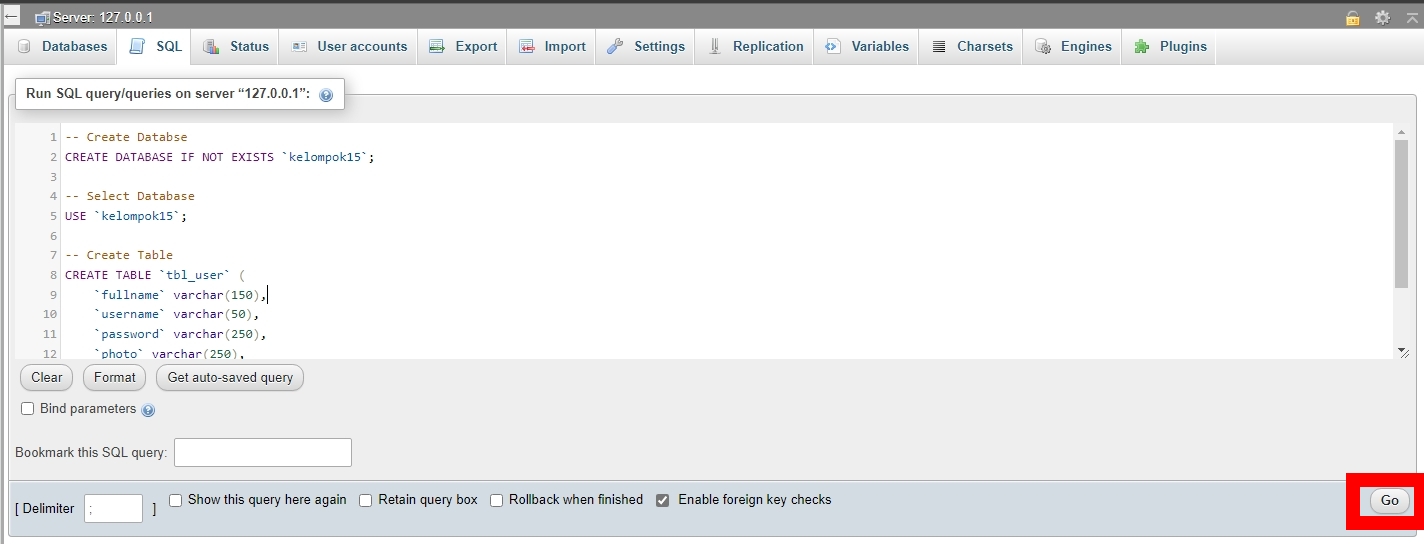 Server: 127.0.0.1
Databases SQL Status User accounts Export Import Settings Replication Variables Charsets Engines Plugins
Run SQL query/queries on server “127.0.0.1”:
1 -- Create Databse
2 CREATE DATABASE IF NOT EXISTS `kelompok15`;
3
4 -- Select Database
5 USE `kelompok15`;
6
7 -- Create Table
8 CREATE TABLE `tbl_user` (
9 `fullname` varchar(150),
10 `username` varchar(50),
11 `password` varchar(250),
12 `photo` varchar(250),
Clear Format Get auto-saved query
Bind parameters
Bookmark this SQL query:
[ Delimiter ; ] Show this query here again Retain query box Rollback when finished Enable foreign key checks Go